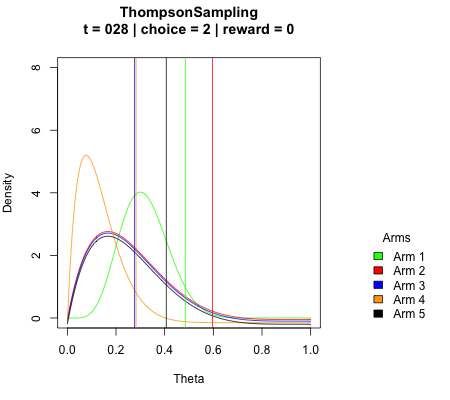 ThompsonSampling
t = 028 | choice = 2 | reward = 0
Density
8
6
4
2
0
0.0 0.2 0.4 0.6 0.8 1.0
Theta
Arms
Arm 1
Arm 2
Arm 3
Arm 4
Arm 5